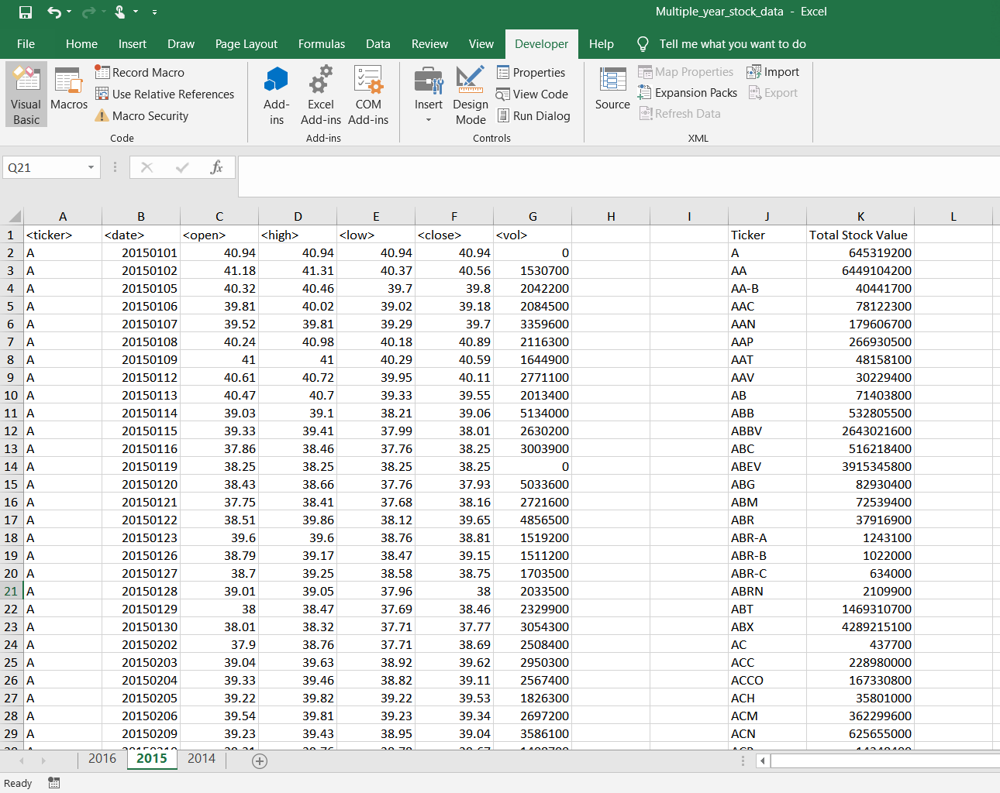 Multiple_year_stock_data - Excel
File Home Insert Draw Page Layout Formulas Data Review View Developer Help Tell me what you want to do
Visual Basic
Macros
Record Macro
Use Relative References
Macro Security
Code
Add-ins
Excel Add-ins
COM Add-ins
Add-ins
Insert
Design Mode
Properties
View Code
Run Dialog
Controls
Source
Map Properties
Expansion Packs
Refresh Data
Import
Export
XML
Q21 fx
A B C D E F G H I J K L
1 <ticker> <date> <open> <high> <low> <close> <vol> Ticker Total Stock Value
2 A 20150101 40.94 40.94 40.94 40.94 0 A 645319200
3 A 20150102 41.18 41.31 40.37 40.56 1530700 AA 6449104200
4 A 20150105 40.32 40.46 39.7 39.8 2042200 AA-B 40441700
5 A 20150106 39.81 40.02 39.02 39.18 2084500 AAC 78122300
6 A 20150107 39.52 39.81 39.29 39.7 3359600 AAN 179606700
7 A 20150108 40.24 40.98 40.18 40.89 2116300 AAP 266930500
8 A 20150109 41 41 40.29 40.59 1644900 AAT 48158100
9 A 20150112 40.61 40.72 39.95 40.11 2771100 AAV 30229400
10 A 20150113 40.47 40.7 39.33 39.55 2013400 AB 71403800
11 A 20150114 39.03 39.1 38.21 39.06 5134000 ABB 532805500
12 A 20150115 39.33 39.41 37.99 38.01 2630200 ABBV 2643021600
13 A 20150116 37.86 38.46 37.76 38.25 3003900 ABC 516218400
14 A 20150119 38.25 38.25 38.25 38.25 0 ABEV 3915345800
15 A 20150120 38.43 38.66 37.76 37.93 5033600 ABG 82930400
16 A 20150121 37.75 38.41 37.68 38.16 2721600 ABM 72539400
17 A 20150122 38.51 39.86 38.12 39.65 4856500 ABR 37916900
18 A 20150123 39.6 39.6 38.76 38.81 1519200 ABR-A 1243100
19 A 20150126 38.79 39.17 38.47 39.15 1511200 ABR-B 1022000
20 A 20150127 38.7 39.25 38.58 38.75 1703500 ABR-C 634000
21 A 20150128 39.01 39.05 37.96 38 2033500 ABRN 2109900
22 A 20150129 38 38.47 37.69 38.46 2329900 ABT 1469310700
23 A 20150130 38.01 38.32 37.71 37.77 3054300 ABX 4289215100
24 A 20150202 37.9 38.76 37.71 38.69 2508400 AC 437700
25 A 20150203 39.04 39.63 38.92 39.62 2950300 ACC 228980000
26 A 20150204 39.33 39.46 38.82 39.11 2567400 ACCO 167330800
27 A 20150205 39.22 39.82 39.22 39.53 1826300 ACH 35801000
28 A 20150206 39.54 39.81 39.23 39.34 2697200 ACM 362299600
29 A 20150209 39.23 39.43 38.95 39.04 3586100 ACN 625655000
2016 2015 2014
Ready